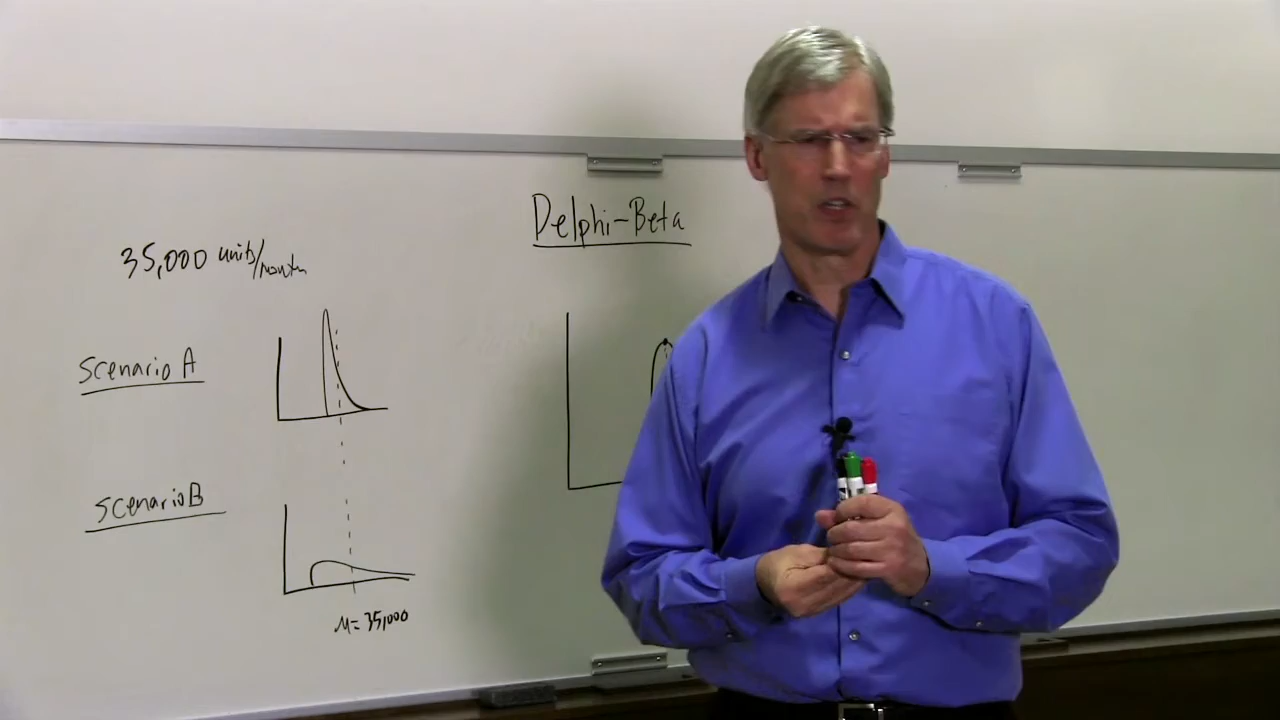 35,000 units/month
Scenario A
Scenario B
μ = 35,000
Delphi-Beta